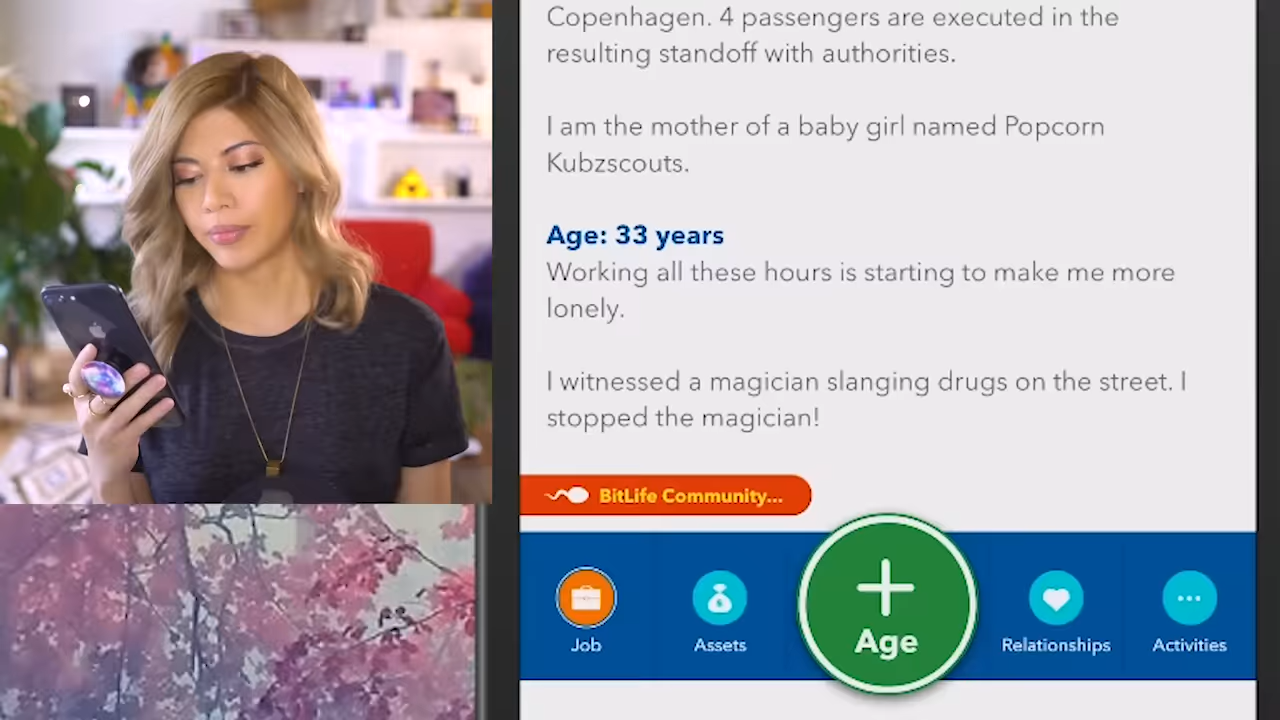 Copenhagen. 4 passengers are executed in the
resulting standoff with authorities.
I am the mother of a baby girl named Popcorn
Kubzscouts.
Age: 33 years
Working all these hours is starting to make me more
lonely.
I witnessed a magician slanging drugs on the street. I
stopped the magician!
BitLife Community...
Job
Assets
Age
Relationships
Activities